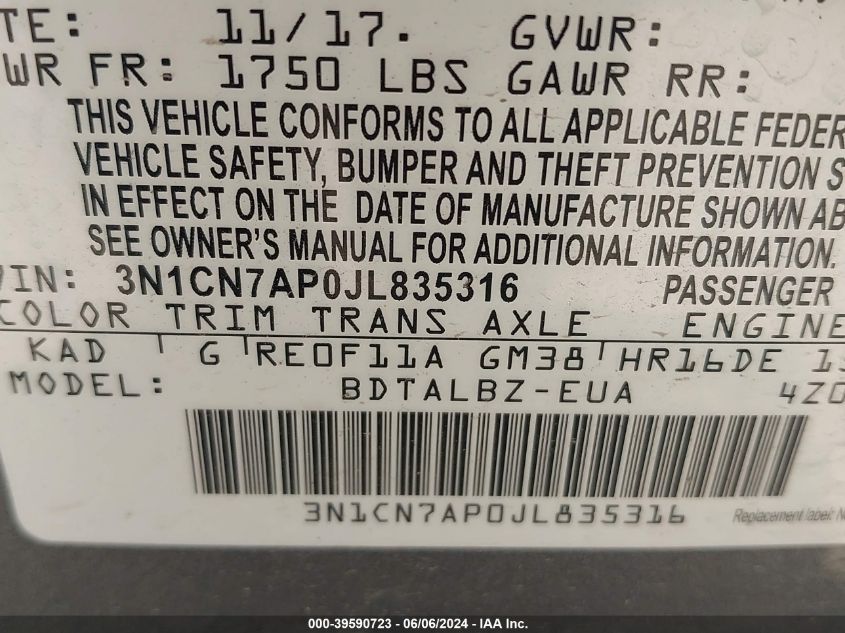 TE: 11/17. GVWR:
WR FR: 1750 LBS GAWR RR:
THIS VEHICLE CONFORMS TO ALL APPLICABLE FEDER
VEHICLE SAFETY, BUMPER AND THEFT PREVENTION S
IN EFFECT ON THE DATE OF MANUFACTURE SHOWN AB
SEE OWNER'S MANUAL FOR ADDITIONAL INFORMATION.
VIN: 3N1CN7AP0JL835316 PASSENGER
COLOR TRIM TRANS AXLE ENGINE
KAD G RE0F11A GM38 HR16DE 1
MODEL: BDTALBZ-EUA 4Z0
3N1CN7AP0JL835316 Replacement label: N
000-39590723 - 06/06/2024 - IAA Inc.